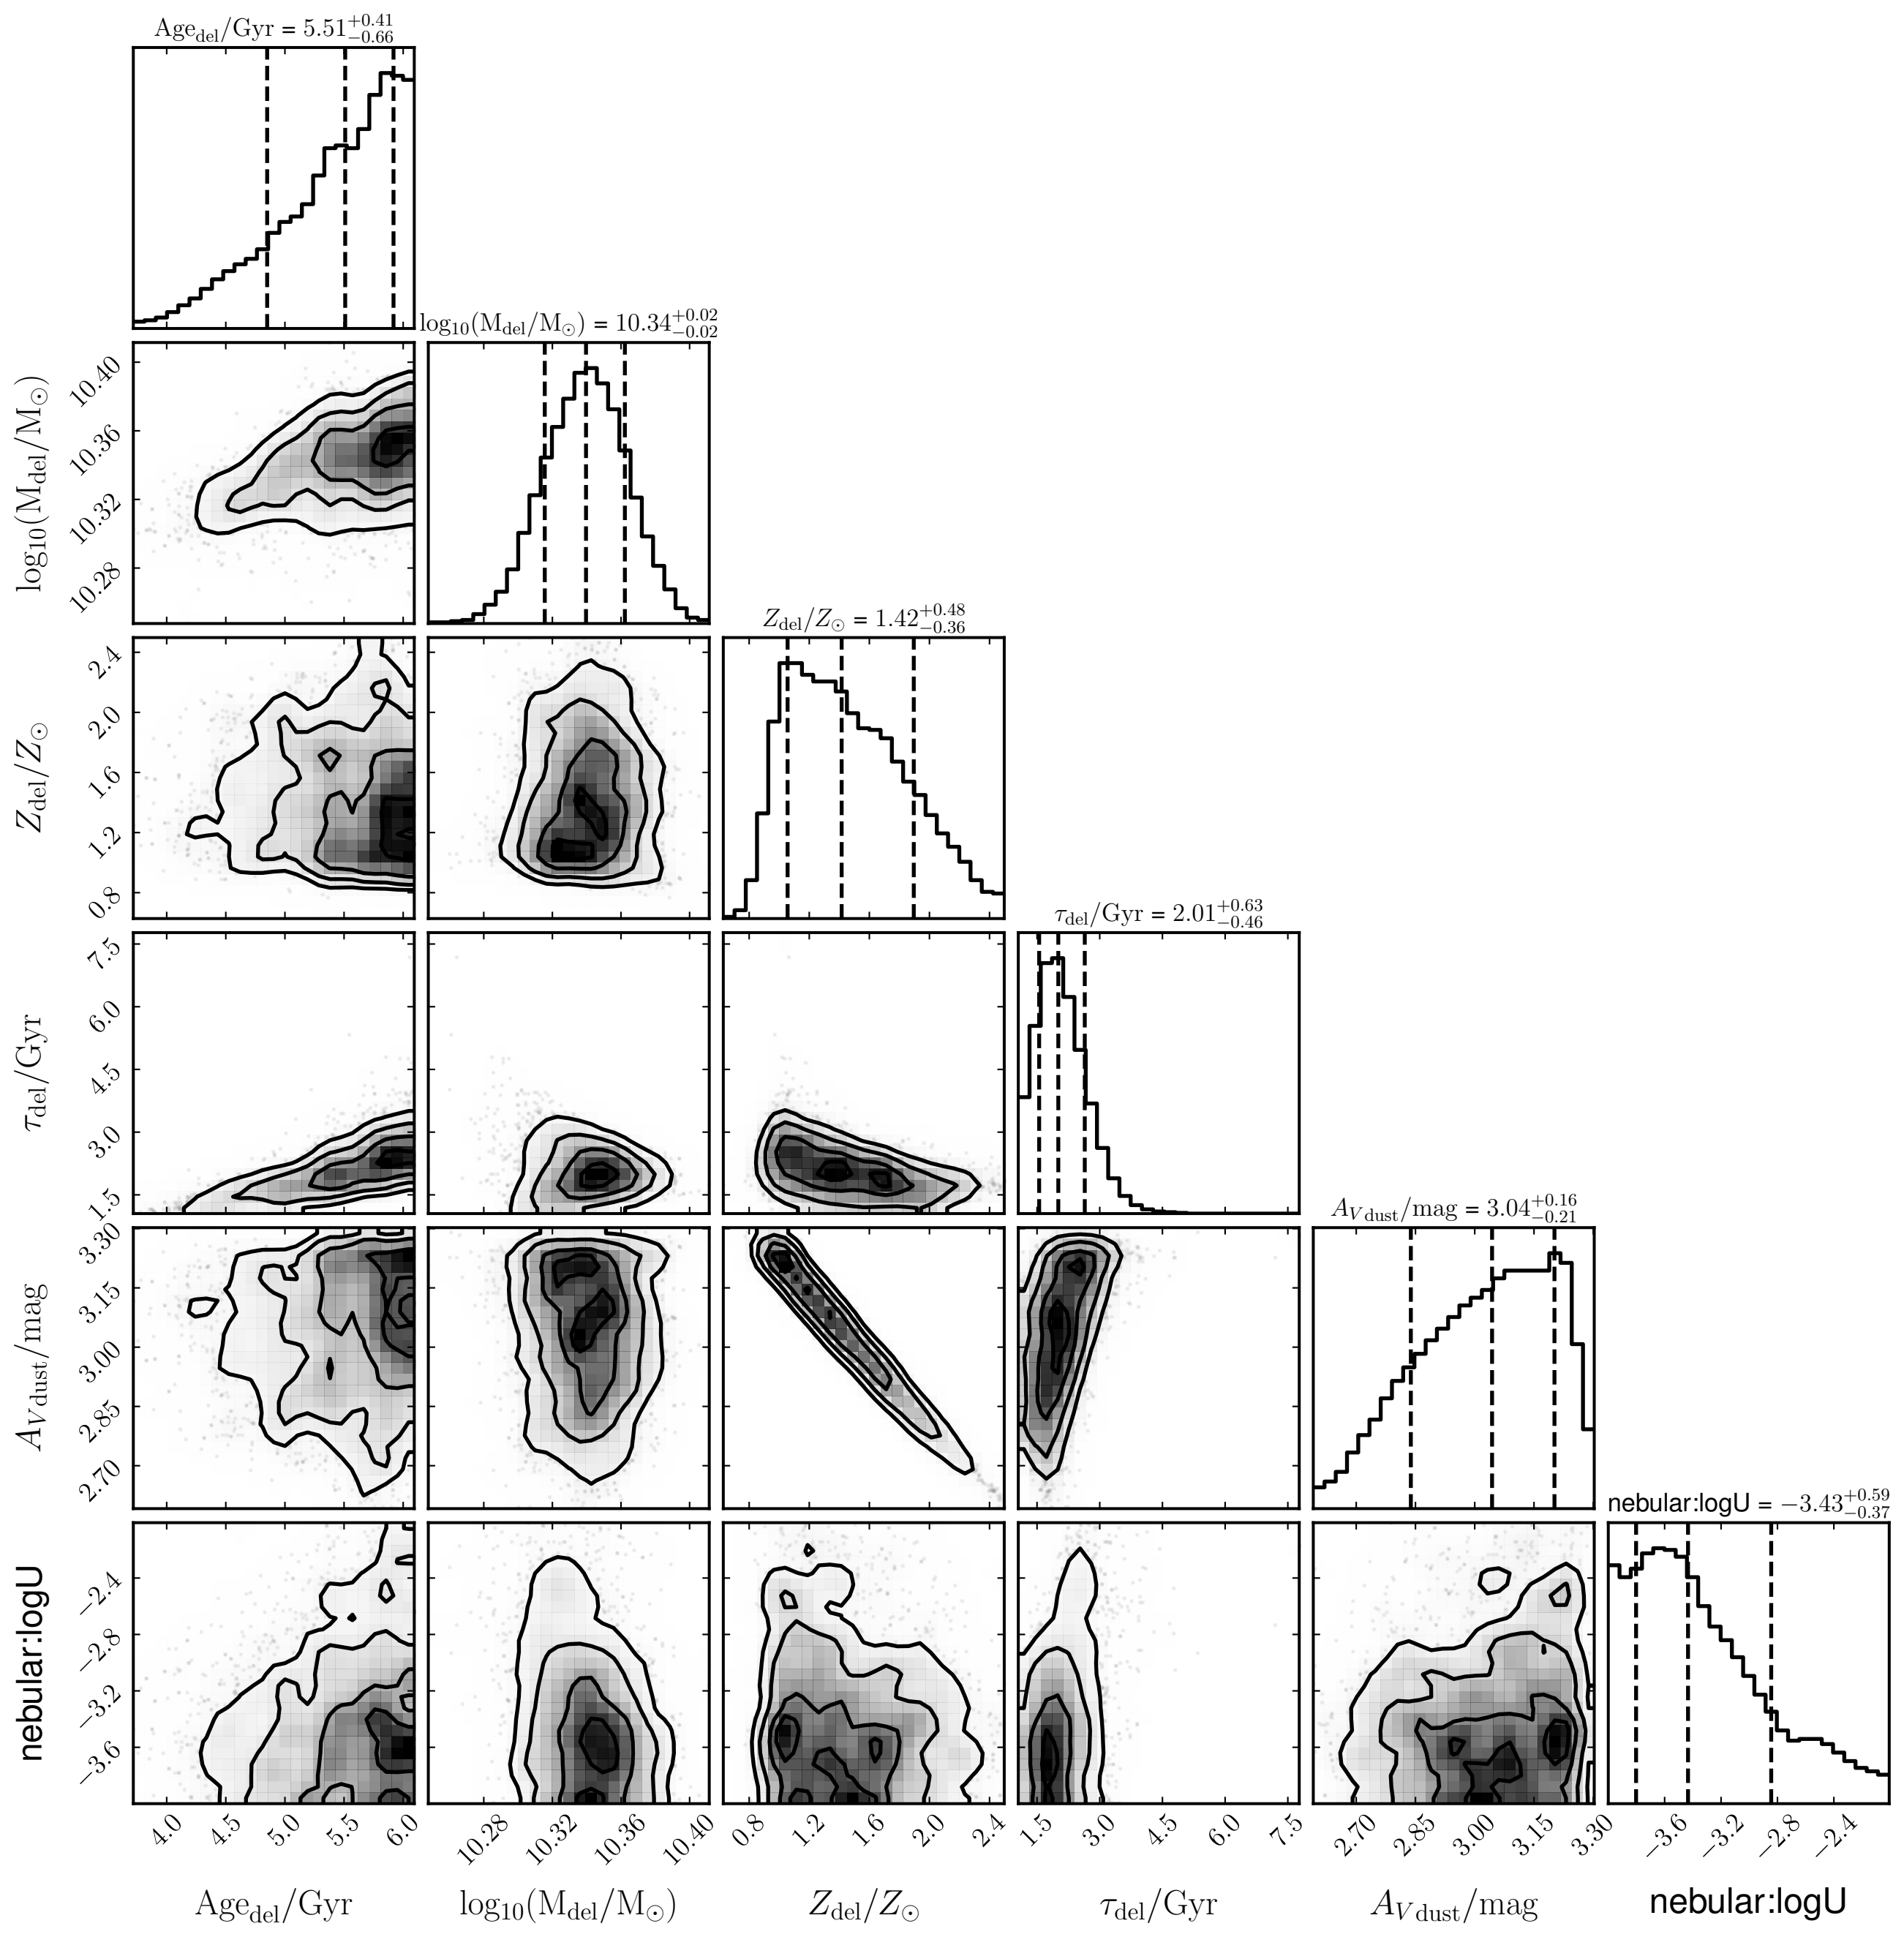 Age_del/Gyr = 5.51^{+0.41}_{−0.66}
log₁₀(M_del/M_⊙) = 10.34^{+0.02}_{−0.02}
10.40
10.36
10.32
10.28
log₁₀(M_del/M_⊙)
Z_del/Z_⊙ = 1.42^{+0.48}_{−0.36}
2.4
2.0
1.6
1.2
0.8
Z_del/Z_⊙
τ_del/Gyr = 2.01^{+0.63}_{−0.46}
7.5
6.0
4.5
3.0
1.5
τ_del/Gyr
A_{V dust}/mag = 3.04^{+0.16}_{−0.21}
3.30
3.15
3.00
2.85
2.70
A_{V dust}/mag
nebular:logU = −3.43^{+0.59}_{−0.37}
−2.4
−2.8
−3.2
−3.6
nebular:logU
4.0 4.5 5.0 5.5 6.0 10.28 10.32 10.36 10.40 0.8 1.2 1.6 2.0 2.4 1.5 3.0 4.5 6.0 7.5 2.70 2.85 3.00 3.15 3.30 −3.6 −3.2 −2.8 −2.4
Age_del/Gyr log₁₀(M_del/M_⊙) Z_del/Z_⊙ τ_del/Gyr A_{V dust}/mag nebular:logU